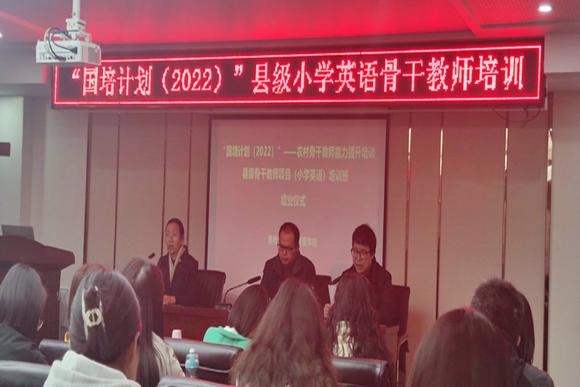 “国培计划（2022）”县级小学英语骨干教师培训
“国培计划（2022）”——农村骨干教师能力提升培训
县级骨干教师项目（小学英语）培训班
结业仪式